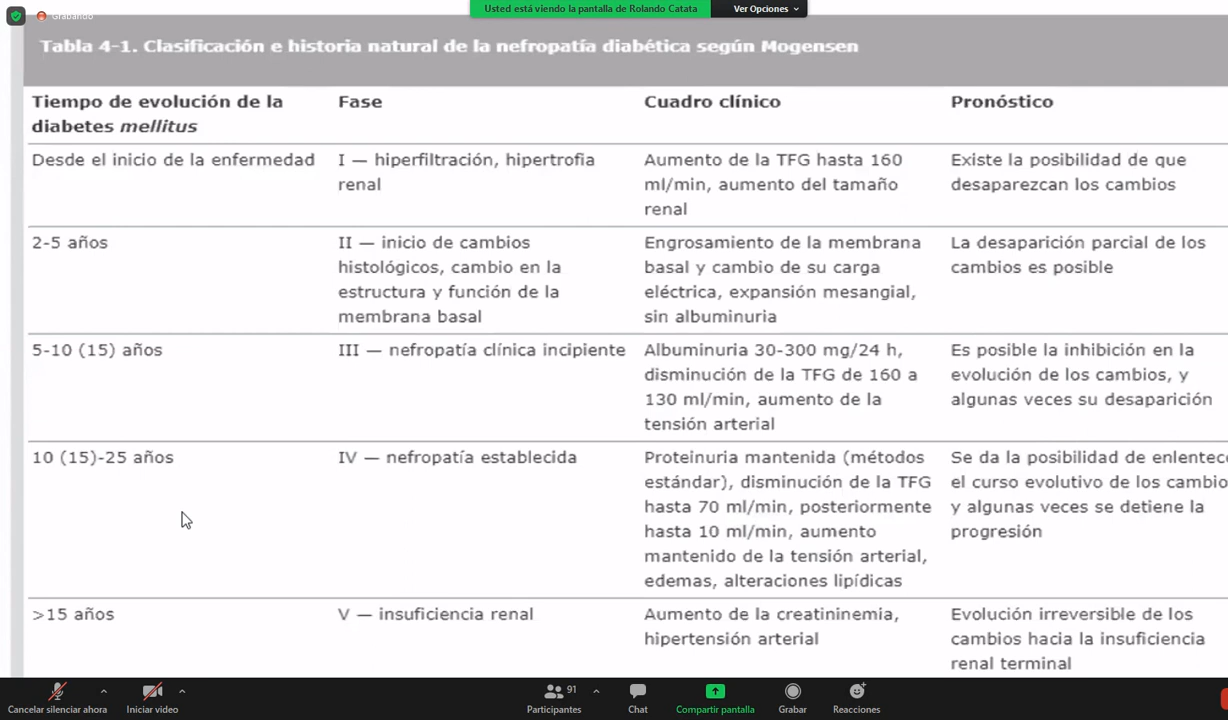 Grabando
Usted está viendo la pantalla de Rolando Catata
Ver Opciones
Tabla 4-1. Clasificación e historia natural de la nefropatía diabética según Mogensen
Tiempo de evolución de la diabetes mellitus
Fase
Cuadro clínico
Pronóstico
Desde el inicio de la enfermedad
I — hiperfiltración, hipertrofia
renal
Aumento de la TFG hasta 160
ml/min, aumento del tamaño
renal
Existe la posibilidad de que
desaparezcan los cambios
2-5 años
II — inicio de cambios
histológicos, cambio en la
estructura y función de la
membrana basal
Engrosamiento de la membrana
basal y cambio de su carga
eléctrica, expansión mesangial,
sin albuminuria
La desaparición parcial de los
cambios es posible
5-10 (15) años
III — nefropatía clínica incipiente
Albuminuria 30-300 mg/24 h,
disminución de la TFG de 160 a
130 ml/min, aumento de la
tensión arterial
Es posible la inhibición en la
evolución de los cambios, y
algunas veces su desaparición
10 (15)-25 años
IV — nefropatía establecida
Proteinuria mantenida (métodos
estándar), disminución de la TFG
hasta 70 ml/min, posteriormente
hasta 10 ml/min, aumento
mantenido de la tensión arterial,
edemas, alteraciones lipídicas
Se da la posibilidad de enlentec
el curso evolutivo de los cambio
y algunas veces se detiene la
progresión
>15 años
V — insuficiencia renal
Aumento de la creatininemia,
hipertensión arterial
Evolución irreversible de los
cambios hacia la insuficiencia
renal terminal
Cancelar silenciar ahora
Iniciar video
91
Participantes
Chat
Compartir pantalla
Grabar
Reacciones